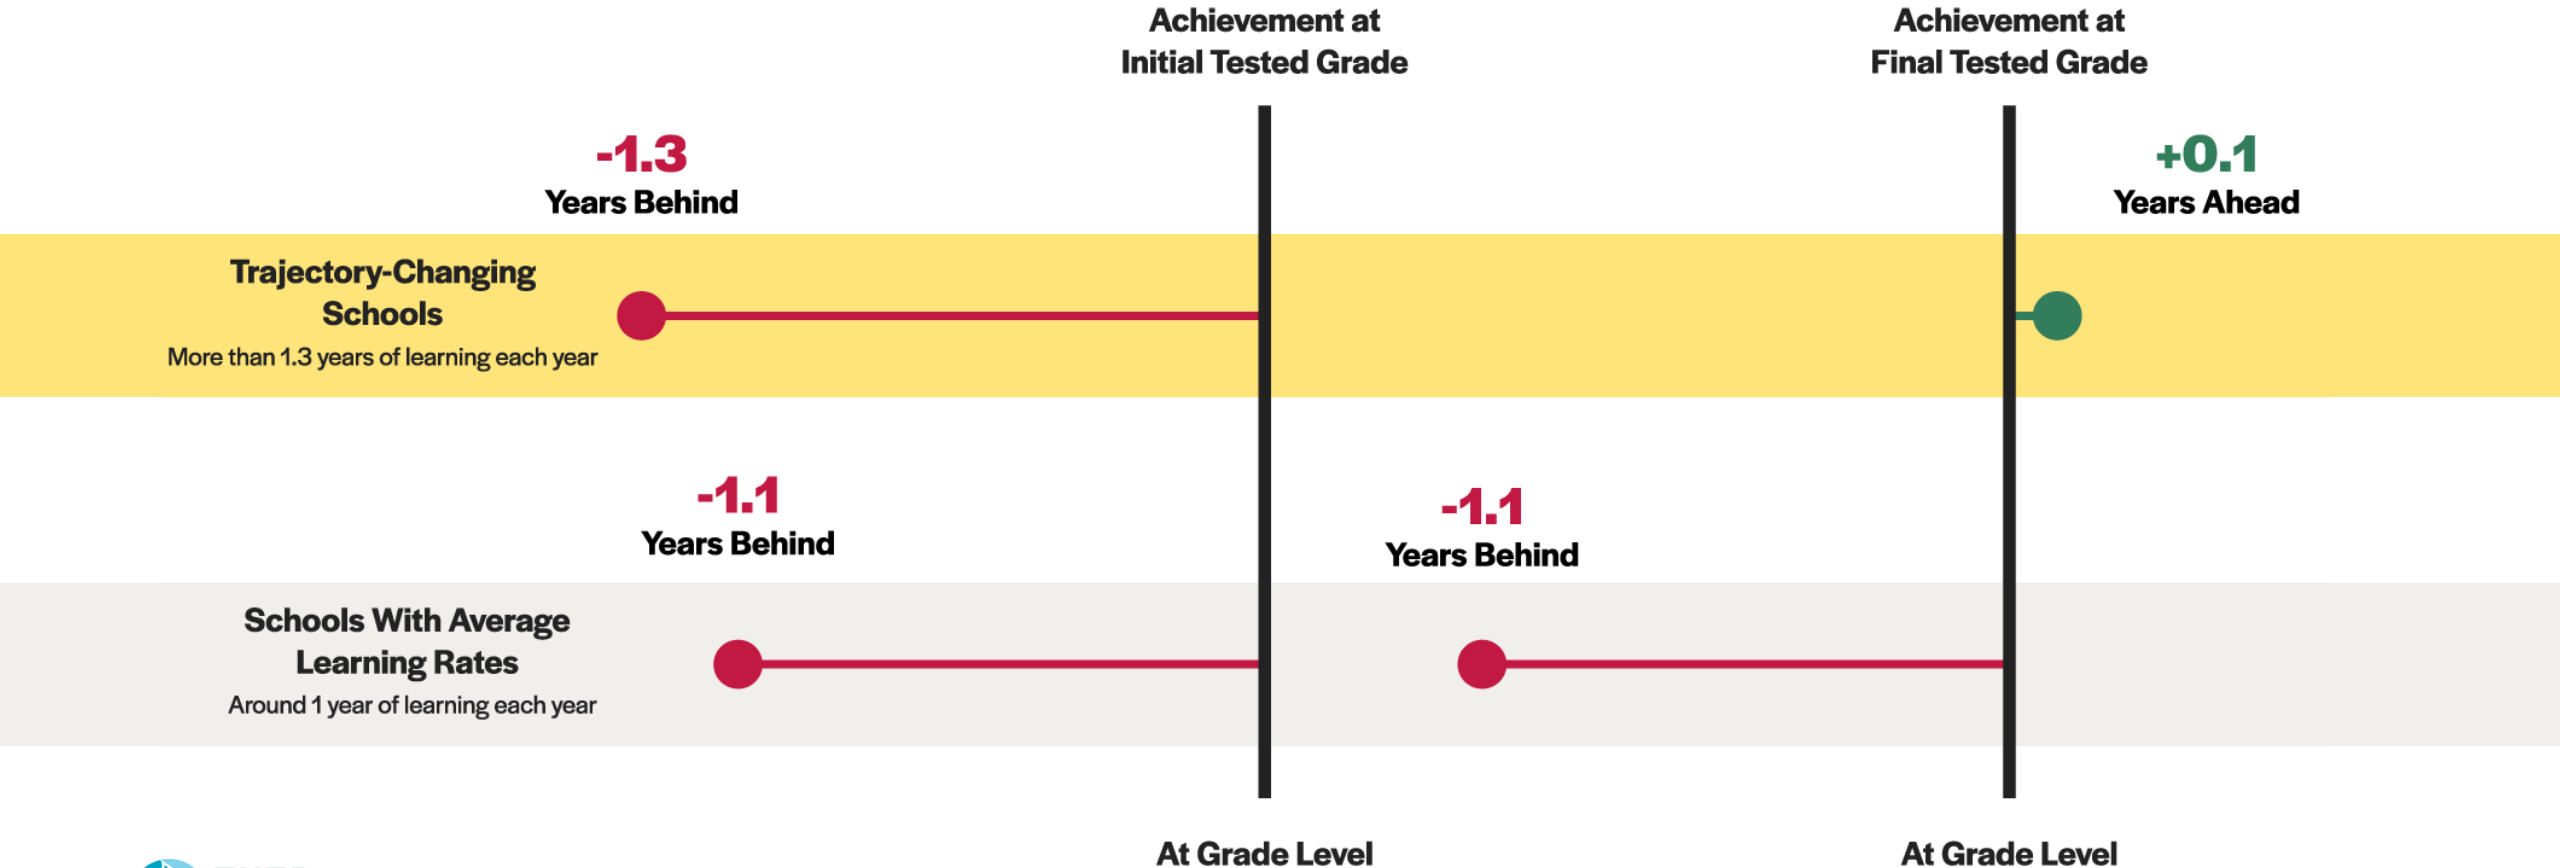 Achievement at
Initial Tested Grade
Achievement at
Final Tested Grade
-1.3
Years Behind
+0.1
Years Ahead
Trajectory-Changing
Schools
More than 1.3 years of learning each year
-1.1
Years Behind
-1.1
Years Behind
Schools With Average
Learning Rates
Around 1 year of learning each year
At Grade Level
At Grade Level